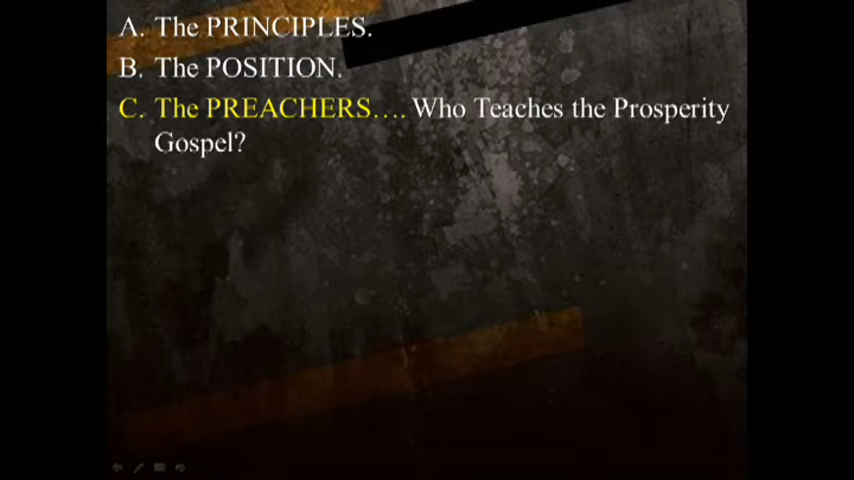 A. The PRINCIPLES.
B. The POSITION.
C. The PREACHERS…. Who Teaches the Prosperity
Gospel?